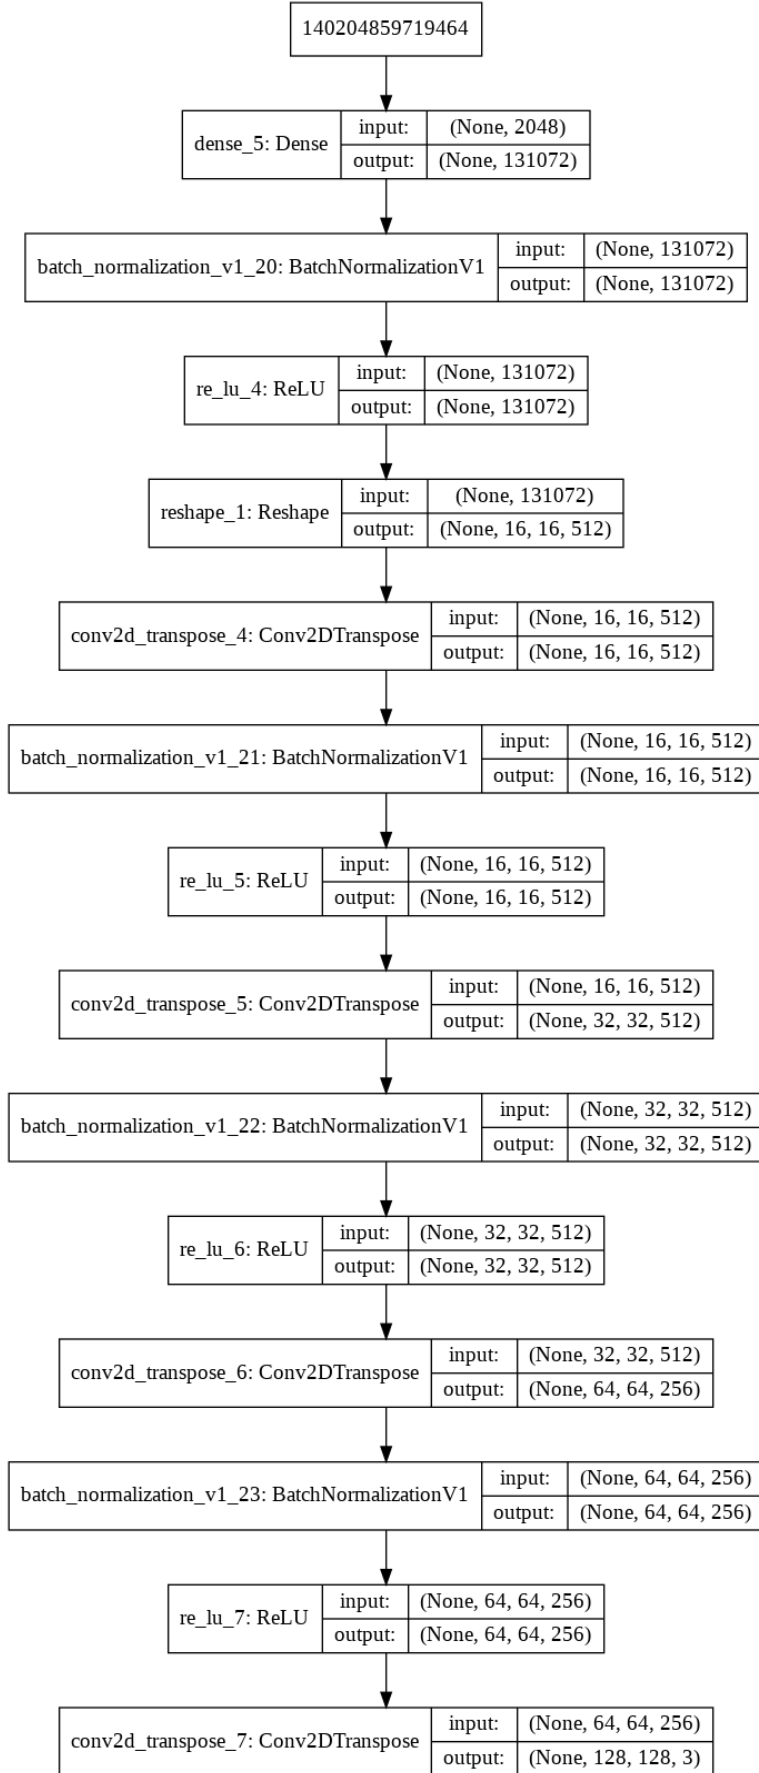 140204859719464
dense_5: Dense
input: (None, 2048)
output: (None, 131072)
batch_normalization_v1_20: BatchNormalizationV1
input: (None, 131072)
output: (None, 131072)
re_lu_4: ReLU
input: (None, 131072)
output: (None, 131072)
reshape_1: Reshape
input: (None, 131072)
output: (None, 16, 16, 512)
conv2d_transpose_4: Conv2DTranspose
input: (None, 16, 16, 512)
output: (None, 16, 16, 512)
batch_normalization_v1_21: BatchNormalizationV1
input: (None, 16, 16, 512)
output: (None, 16, 16, 512)
re_lu_5: ReLU
input: (None, 16, 16, 512)
output: (None, 16, 16, 512)
conv2d_transpose_5: Conv2DTranspose
input: (None, 16, 16, 512)
output: (None, 32, 32, 512)
batch_normalization_v1_22: BatchNormalizationV1
input: (None, 32, 32, 512)
output: (None, 32, 32, 512)
re_lu_6: ReLU
input: (None, 32, 32, 512)
output: (None, 32, 32, 512)
conv2d_transpose_6: Conv2DTranspose
input: (None, 32, 32, 512)
output: (None, 64, 64, 256)
batch_normalization_v1_23: BatchNormalizationV1
input: (None, 64, 64, 256)
output: (None, 64, 64, 256)
re_lu_7: ReLU
input: (None, 64, 64, 256)
output: (None, 64, 64, 256)
conv2d_transpose_7: Conv2DTranspose
input: (None, 64, 64, 256)
output: (None, 128, 128, 3)